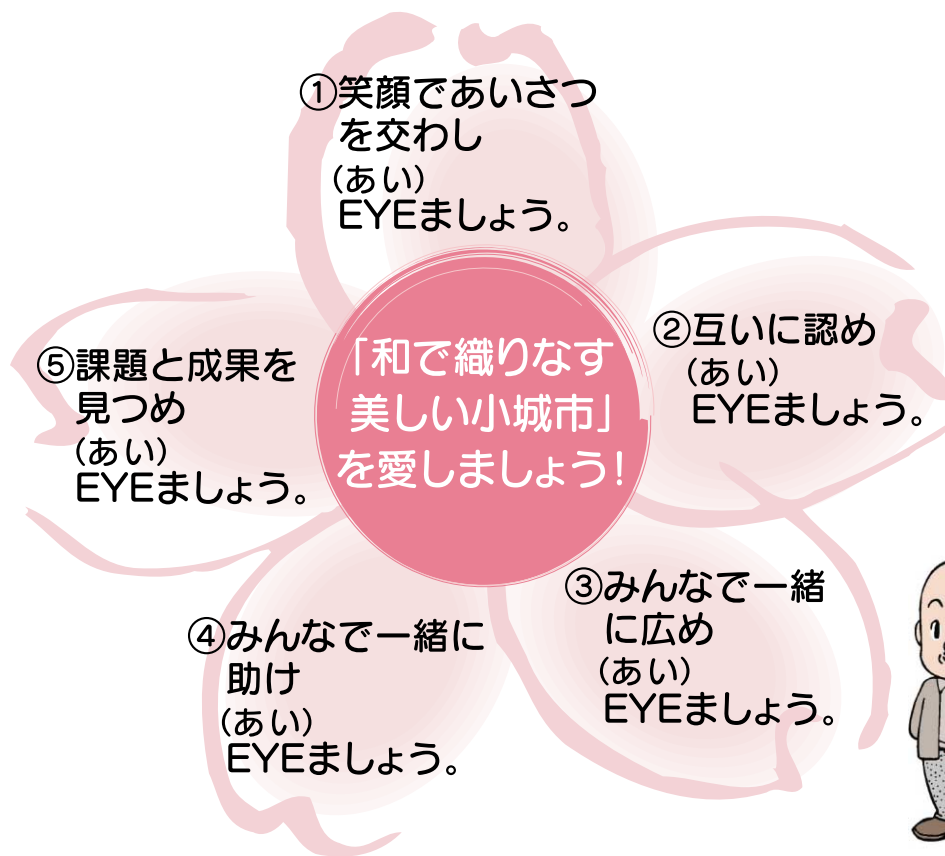 ①笑顔であいさつ
を交わし
（あい）
EYEましょう。
②互いに認め
（あい）
EYEましょう。
「和で織りなす
美しい小城市」
を愛しましょう！
⑤課題と成果を
見つめ
（あい）
EYEましょう。
③みんなで一緒
に広め
（あい）
EYEましょう。
④みんなで一緒に
助け
（あい）
EYEましょう。